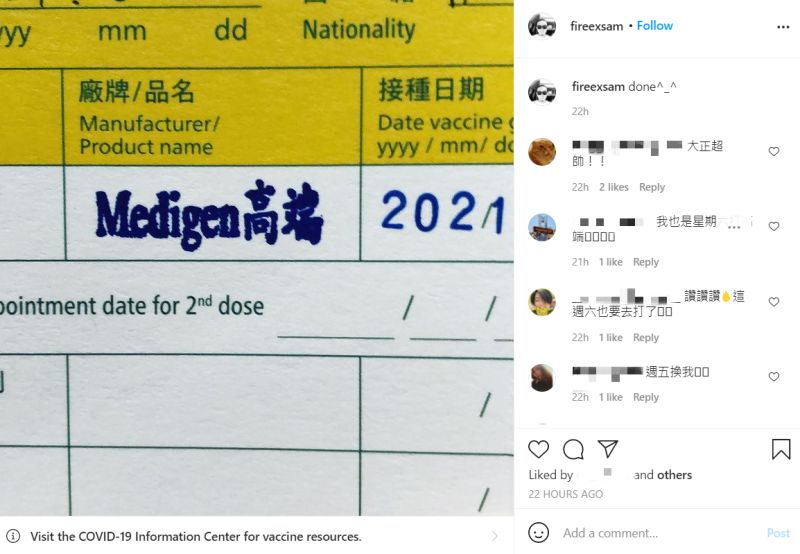 yyy mm dd Nationality
廠牌/品名
Manufacturer/
Product name
接種日期
Date vaccine
yyyy / mm/
Medigen高端
2021
ointment date for 2nd dose
/ /
/
/
Visit the COVID-19 Information Center for vaccine resources.
fireexsam • Follow
fireexsam done^_^
22h
大正超
帥！！
22h 2 likes Reply
我也是星期
端
21h 1 like Reply
讚讚讚這
週六也要去打了
22h 1 like Reply
週五換我
22h 1 like Reply
Liked by and others
22 HOURS AGO
Add a comment...
Post